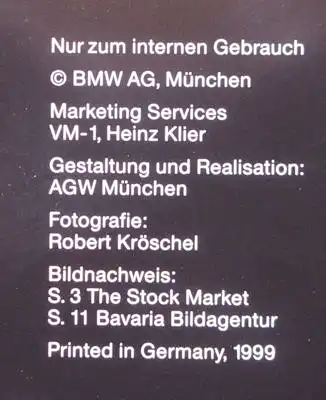 Nur zum internen Gebrauch
© BMW AG, München
Marketing Services
VM-1, Heinz Klier
Gestaltung und Realisation:
AGW München
Fotografie:
Robert Kröschel
Bildnachweis:
S. 3 The Stock Market
S. 11 Bavaria Bildagentur
Printed in Germany, 1999